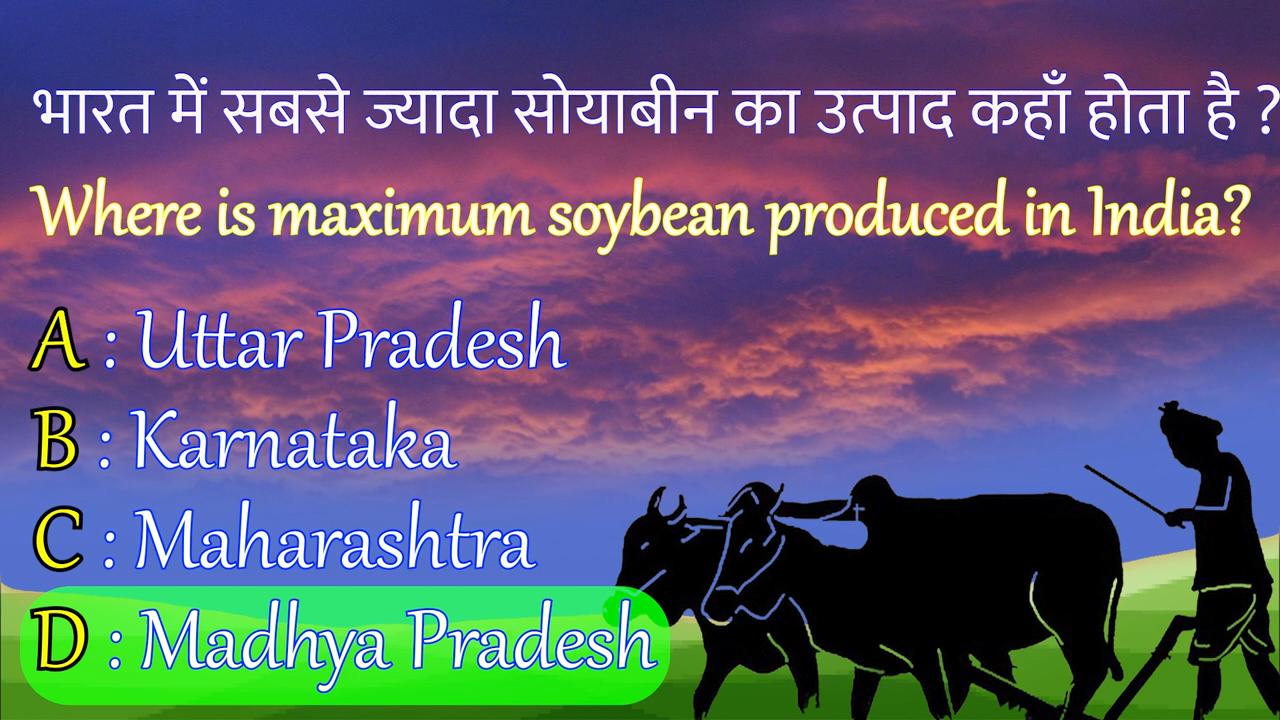 भारत में सबसे ज्यादा सोयाबीन का उत्पाद कहाँ होता है ?
Where is maximum soybean produced in India?
A : Uttar Pradesh
B : Karnataka
C : Maharashtra
D : Madhya Pradesh